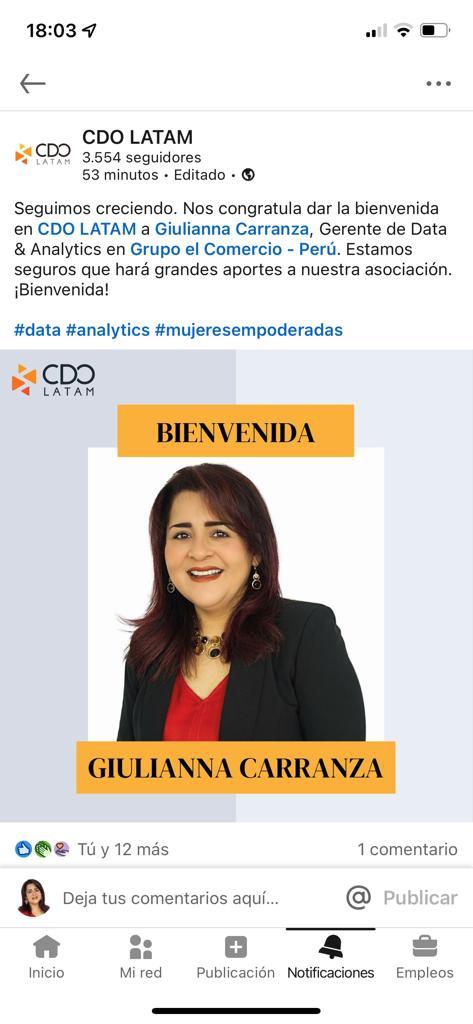 18:03
CDO LATAM
3.554 seguidores
53 minutos • Editado •
CDO
LATAM
Seguimos creciendo. Nos congratula dar la bienvenida
en CDO LATAM a Giulianna Carranza, Gerente de Data
& Analytics en Grupo el Comercio - Perú. Estamos
seguros que hará grandes aportes a nuestra asociación.
¡Bienvenida!
#data #analytics #mujeresempoderadas
CDO
LATAM
BIENVENIDA
GIULIANNA CARRANZA
Tú y 12 más 1 comentario
Deja tus comentarios aquí... @ Publicar
Inicio Mi red Publicación Notificaciones Empleos